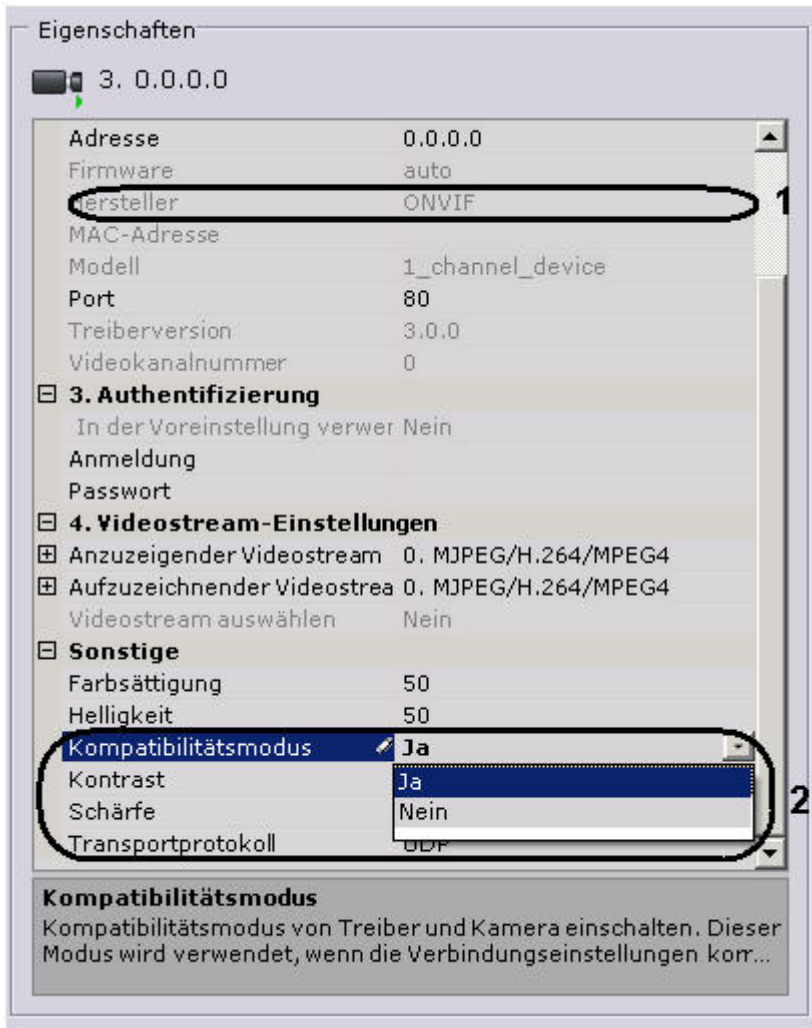 Eigenschaften
3. 0.0.0.0
Adresse 0.0.0.0
Firmware auto
Hersteller ONVIF 1
MAC-Adresse
Modell 1_channel_device
Port 80
Treiberversion 3.0.0
Videokanalnummer 0
3. Authentifizierung
In der Voreinstellung verwer Nein
Anmeldung
Passwort
4. Videostream-Einstellungen
Anzuzeigender Videostream 0. MJPEG/H.264/MPEG4
Aufzuzeichnender Videostrea 0. MJPEG/H.264/MPEG4
Videostream auswählen Nein
Sonstige
Farbsättigung 50
Helligkeit 50
Kompatibilitätsmodus Ja
Kontrast Ja
Schärfe Nein 2
Transportprotokoll UDP
Kompatibilitätsmodus
Kompatibilitätsmodus von Treiber und Kamera einschalten. Dieser
Modus wird verwendet, wenn die Verbindungseinstellungen korr...